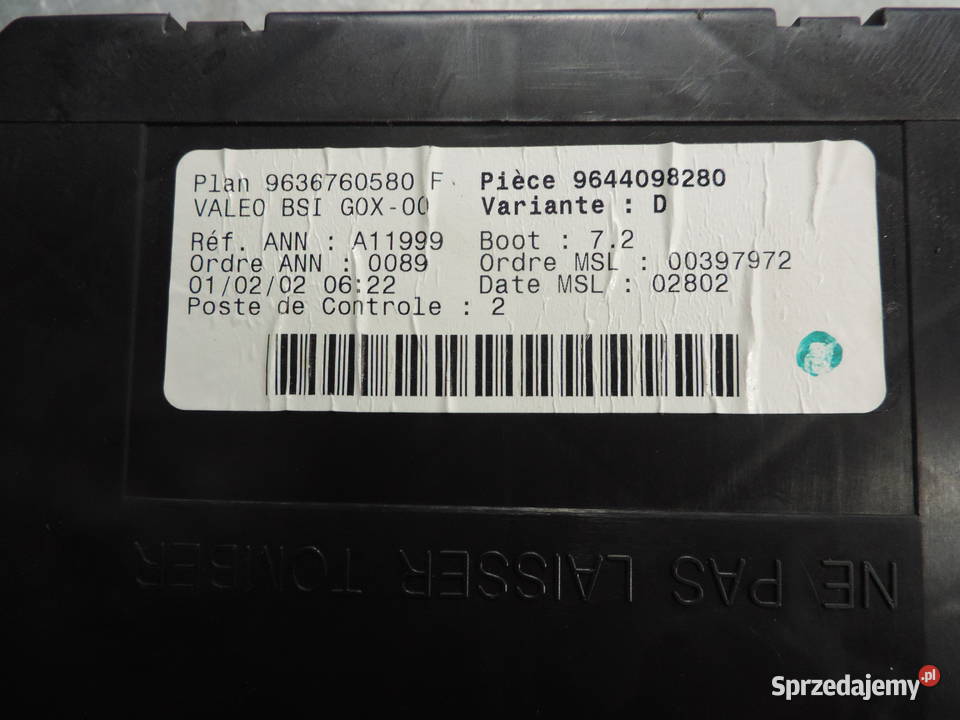 Plan 9636760580 F
VALEO BSI GOX-00
Réf. ANN : A11999
Ordre ANN : 0089
01/02/02 06:22
Poste de Controle : 2
Pièce 9644098280
Variante : D
Boot : 7.2
Ordre MSL : 00397972
Date MSL : 02802
NE PAS LAISSER TOMBER
Sprzedajemy.pl